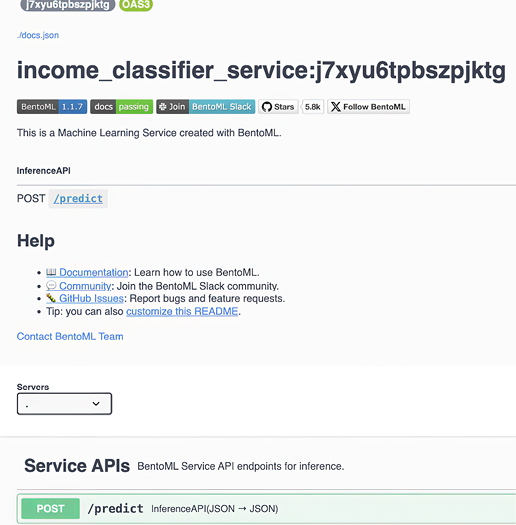 j7xyu6tpbszpjktg OAS3
./docs.json
income_classifier_service:j7xyu6tpbszpjktg
BentoML 1.1.7 docs passing Join BentoML Slack Stars 5.8k Follow BentoML
This is a Machine Learning Service created with BentoML.
InferenceAPI
POST /predict
Help
• 📖 Documentation: Learn how to use BentoML.
• 💬 Community: Join the BentoML Slack community.
• 🐛 GitHub Issues: Report bugs and feature requests.
• Tip: you can also customize this README.
Contact BentoML Team
Servers
.
Service APIs BentoML Service API endpoints for inference.
POST /predict InferenceAPI(JSON → JSON)